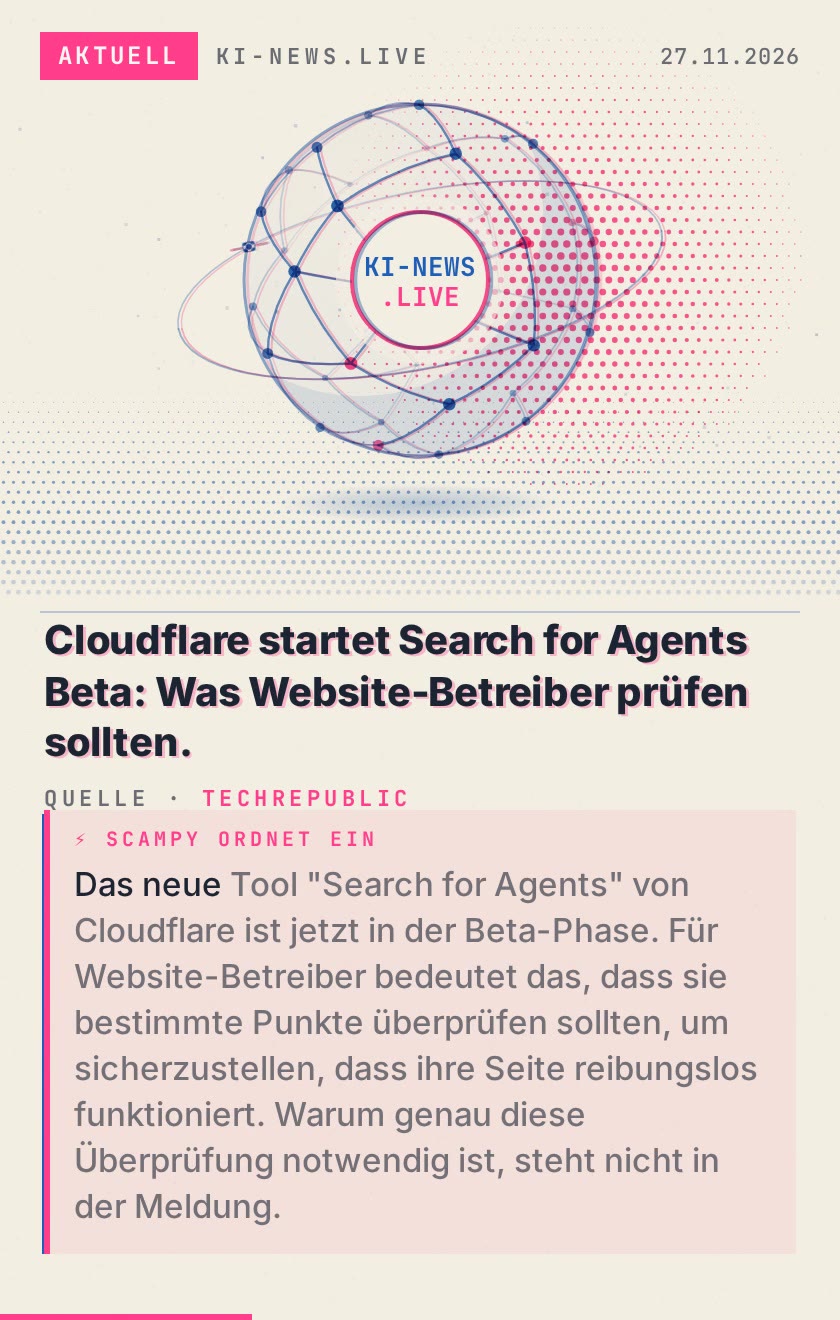 AKTUELL KI-NEWS.LIVE 27.11.2026
KI-NEWS
.LIVE
Cloudflare startet Search for Agents
Beta: Was Website-Betreiber prüfen
sollten.
QUELLE · TECHREPUBLIC
⚡ SCAMPY ORDNET EIN
Das neue Tool "Search for Agents" von
Cloudflare ist jetzt in der Beta-Phase. Für
Website-Betreiber bedeutet das, dass sie
bestimmte Punkte überprüfen sollten, um
sicherzustellen, dass ihre Seite reibungslos
funktioniert. Warum genau diese
Überprüfung notwendig ist, steht nicht in
der Meldung.